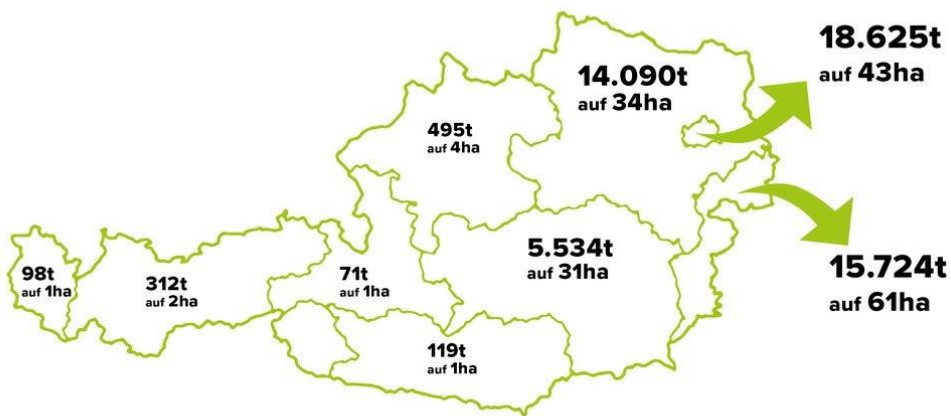 18.625t
auf 43ha
14.090t
auf 34ha
495t
auf 4ha
5.534t
auf 31ha
15.724t
auf 61ha
98t
auf 1ha
312t
auf 2ha
71t
auf 1ha
119t
auf 1ha